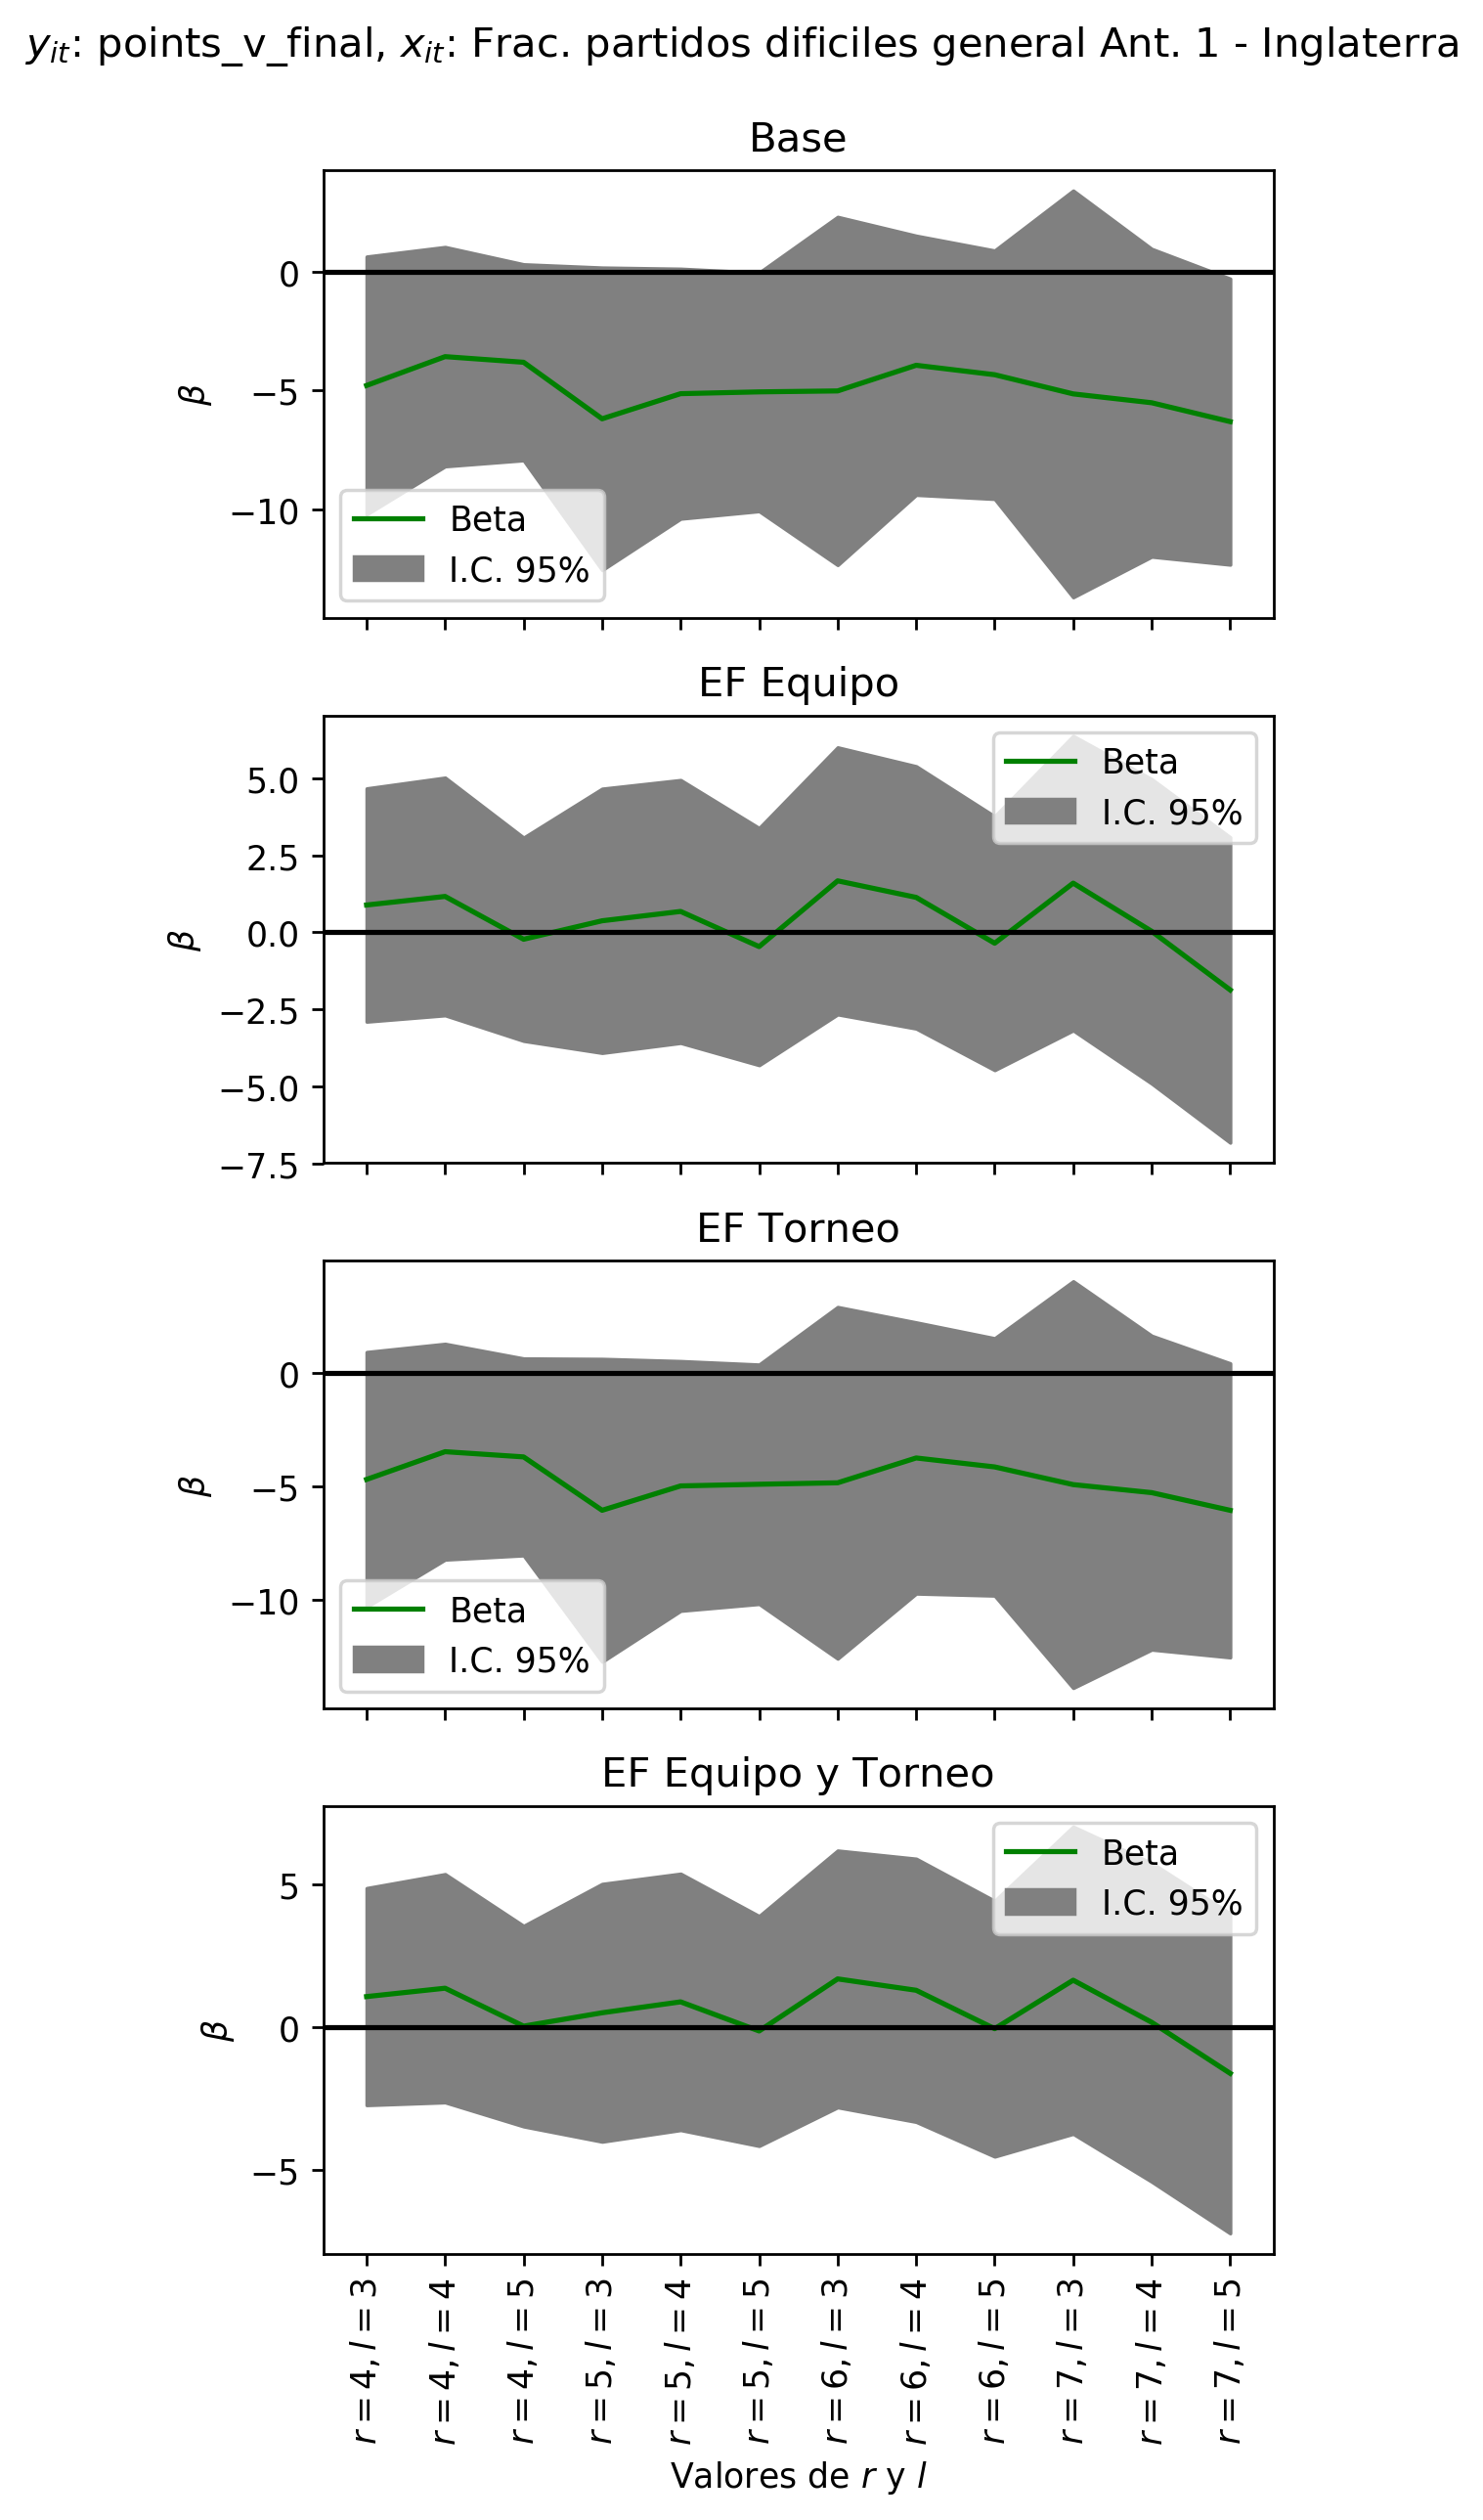 y_it: points_v_final, x_it: Frac. partidos dificiles general Ant. 1 - Inglaterra
Base
0
−5
−10
β
Beta
I.C. 95%
EF Equipo
5.0
2.5
0.0
−2.5
−5.0
−7.5
β
Beta
I.C. 95%
EF Torneo
0
−5
−10
β
Beta
I.C. 95%
EF Equipo y Torneo
5
0
−5
β
Beta
I.C. 95%
r = 4, l = 3
r = 4, l = 4
r = 4, l = 5
r = 5, l = 3
r = 5, l = 4
r = 5, l = 5
r = 6, l = 3
r = 6, l = 4
r = 6, l = 5
r = 7, l = 3
r = 7, l = 4
r = 7, l = 5
Valores de r y l